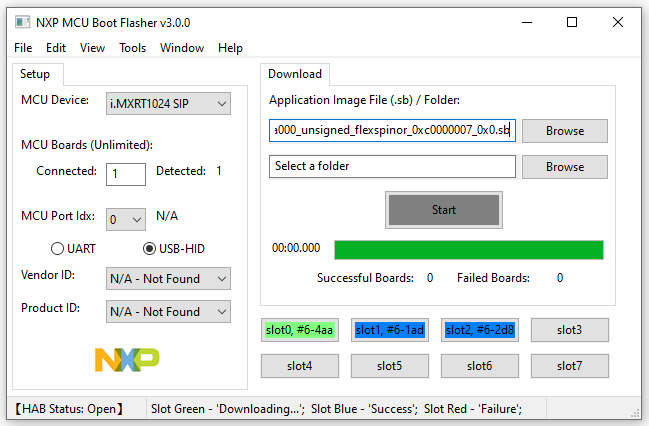 NXP MCU Boot Flasher v3.0.0
File Edit View Tools Window Help
Setup
MCU Device: i.MXRT1024 SIP
MCU Boards (Unlimited):
Connected: 1 Detected: 1
MCU Port Idx: 0 N/A
UART USB-HID
Vendor ID: N/A - Not Found
Product ID: N/A - Not Found
NXP
Download
Application Image File (.sb) / Folder:
a000_unsigned_flexspinor_0xc0000007_0x0.sb Browse
Select a folder Browse
Start
00:00.000
Successful Boards: 0 Failed Boards: 0
slot0, #6-4aa slot1, #6-1ad slot2, #6-2d8 slot3
slot4 slot5 slot6 slot7
【HAB Status: Open】 Slot Green - 'Downloading...'; Slot Blue - 'Success'; Slot Red - 'Failure';